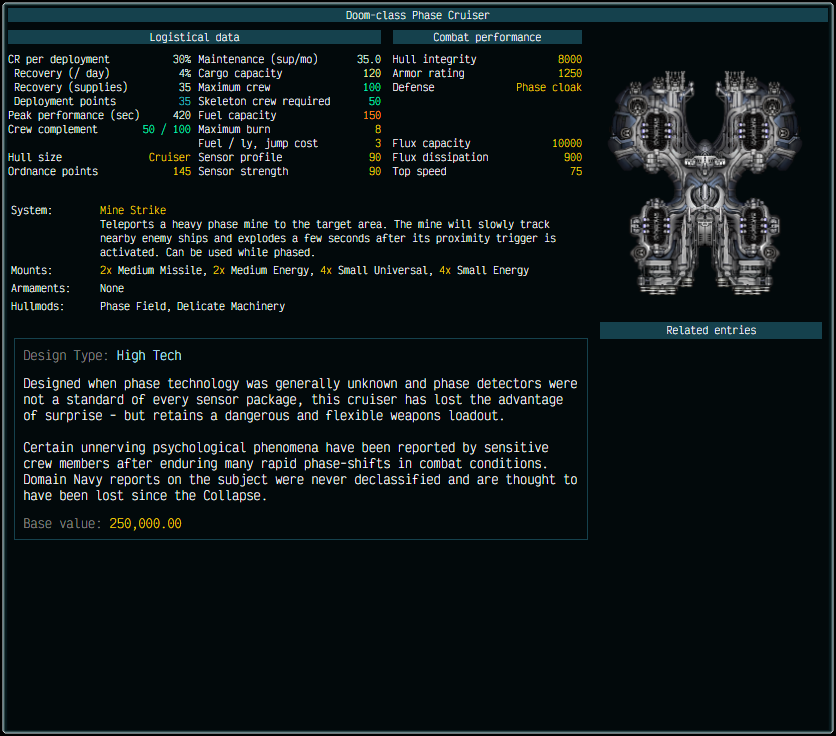 Doom-class Phase Cruiser
Logistical data
Combat performance
CR per deployment 30% Maintenance (sup/mo) 35.0 Hull integrity 8000
Recovery (/ day) 4% Cargo capacity 120 Armor rating 1250
Recovery (supplies) 35 Maximum crew 100 Defense Phase cloak
Deployment points 35 Skeleton crew required 50
Peak performance (sec) 420 Fuel capacity 150
Crew complement 50 / 100 Maximum burn 8
Fuel / ly, jump cost 3 Flux capacity 10000
Hull size Cruiser Sensor profile 90 Flux dissipation 900
Ordnance points 145 Sensor strength 90 Top speed 75
System: Mine Strike
Teleports a heavy phase mine to the target area. The mine will slowly track
nearby enemy ships and explodes a few seconds after its proximity trigger is
activated. Can be used while phased.
Mounts: 2x Medium Missile, 2x Medium Energy, 4x Small Universal, 4x Small Energy
Armaments: None
Hullmods: Phase Field, Delicate Machinery
Related entries
Design Type: High Tech
Designed when phase technology was generally unknown and phase detectors were
not a standard of every sensor package, this cruiser has lost the advantage
of surprise - but retains a dangerous and flexible weapons loadout.
Certain unnerving psychological phenomena have been reported by sensitive
crew members after enduring many rapid phase-shifts in combat conditions.
Domain Navy reports on the subject were never declassified and are thought to
have been lost since the Collapse.
Base value: 250,000.00